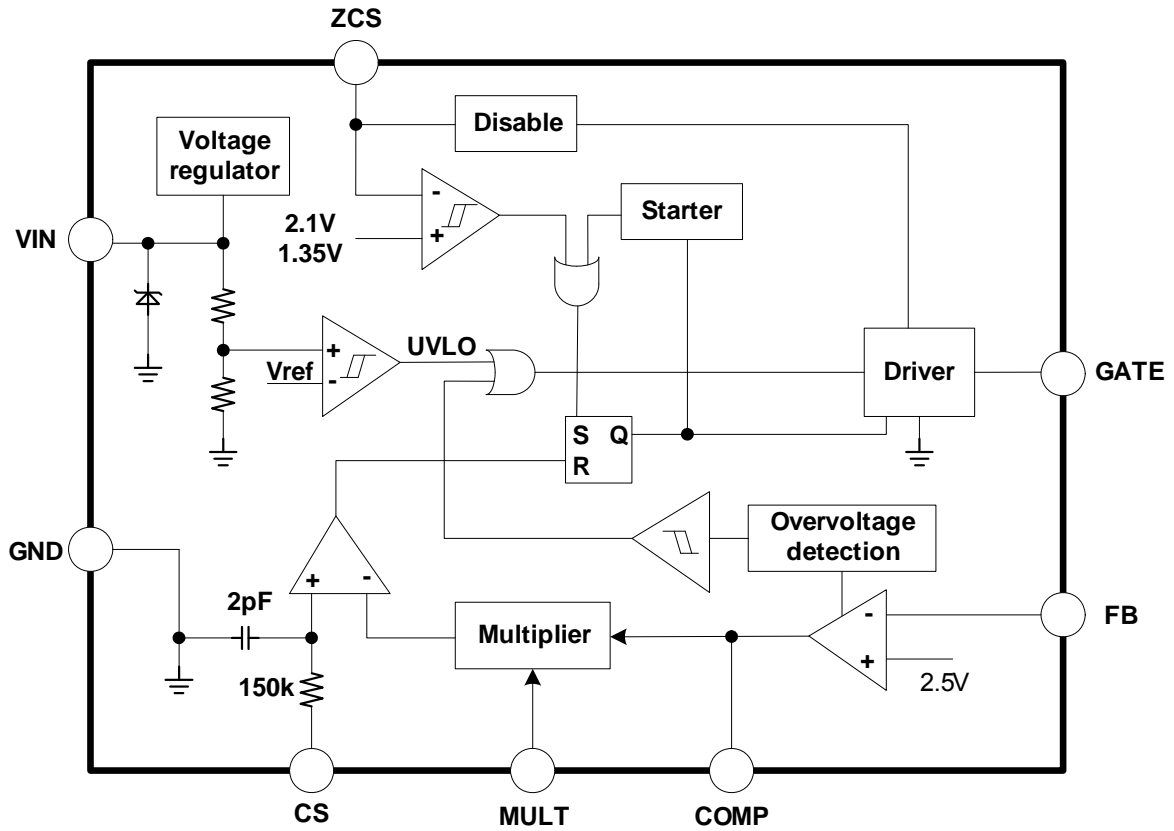 ZCS
Disable
Voltage
regulator
-
+
2.1V
1.35V
Starter
VIN
UVLO
+
-
Vref
Driver
GATE
S Q
R
Overvoltage
detection
GND
+ -
2pF
Multiplier
-
+
FB
2.5V
150k
CS
MULT
COMP